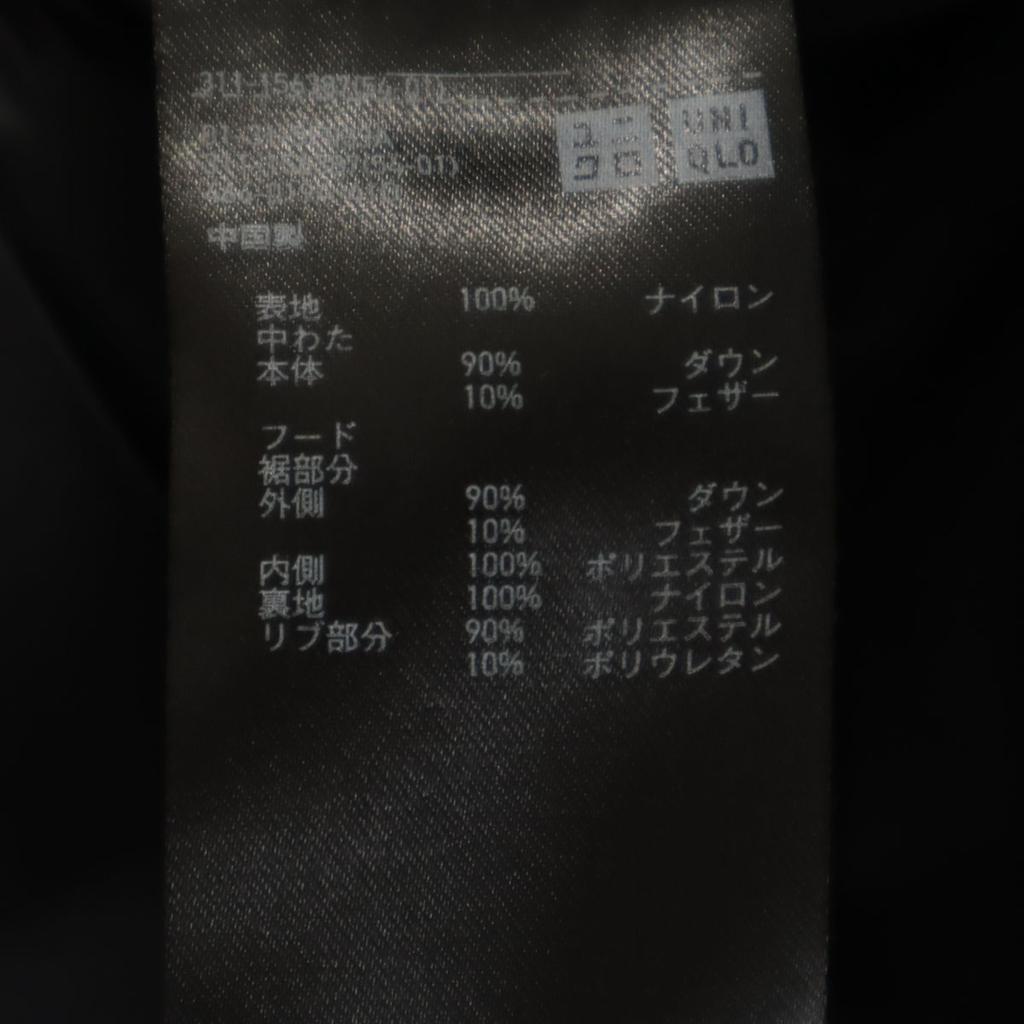 ユニ
クロ
UNI
QLO
中国製
表地 100% ナイロン
中わた
本体 90% ダウン
10% フェザー
フード
裾部分
外側 90% ダウン
10% フェザー
内側 100% ポリエステル
裏地 100% ナイロン
リブ部分 90% ポリエステル
10% ポリウレタン